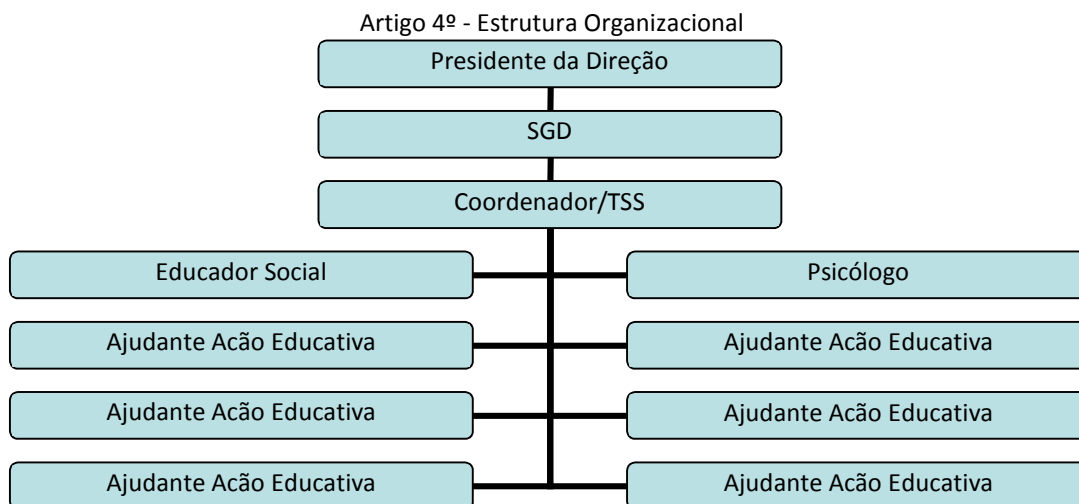 Artigo 4º - Estrutura Organizacional
Presidente da Direção
SGD
Coordenador/TSS
Educador Social
Psicólogo
Ajudante Acão Educativa
Ajudante Acão Educativa
Ajudante Acão Educativa
Ajudante Acão Educativa
Ajudante Acão Educativa
Ajudante Acão Educativa